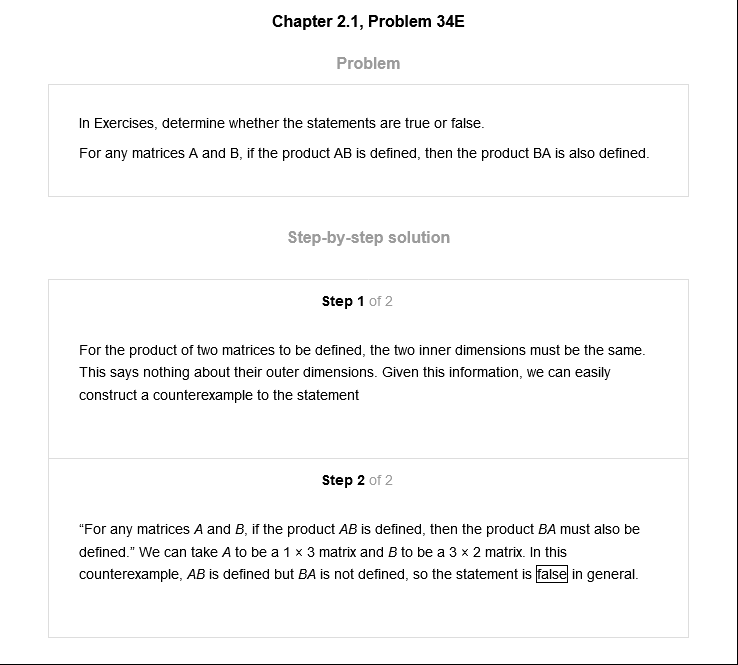 Chapter 2.1, Problem 34E
Problem
In Exercises, determine whether the statements are true or false.
For any matrices A and B, if the product AB is defined, then the product BA is also defined.
Step-by-step solution
Step 1 of 2
For the product of two matrices to be defined, the two inner dimensions must be the same.
This says nothing about their outer dimensions. Given this information, we can easily
construct a counterexample to the statement
Step 2 of 2
“For any matrices A and B, if the product AB is defined, then the product BA must also be
defined.” We can take A to be a 1 × 3 matrix and B to be a 3 × 2 matrix. In this
counterexample, AB is defined but BA is not defined, so the statement is false in general.